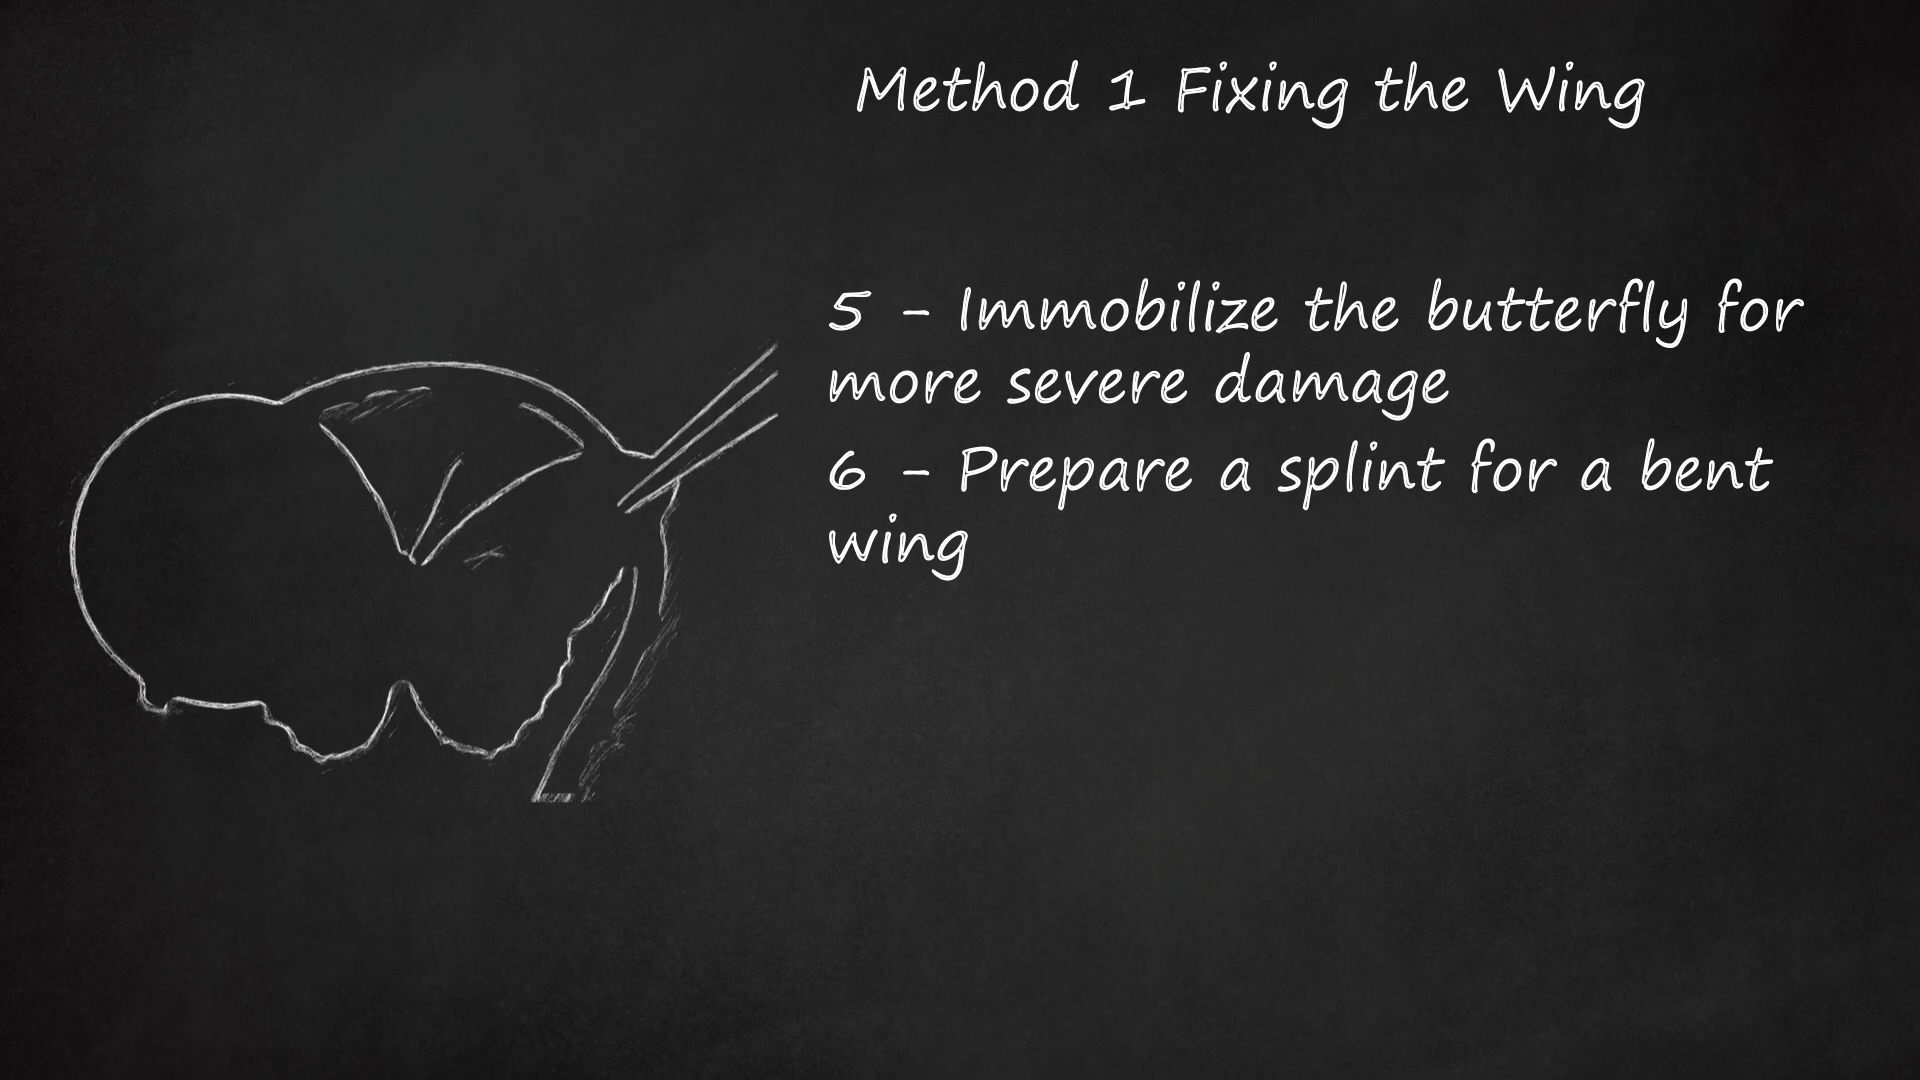 Method 1 Fixing the Wing
5 - Immobilize the butterfly for
more severe damage
6 - Prepare a splint for a bent
wing